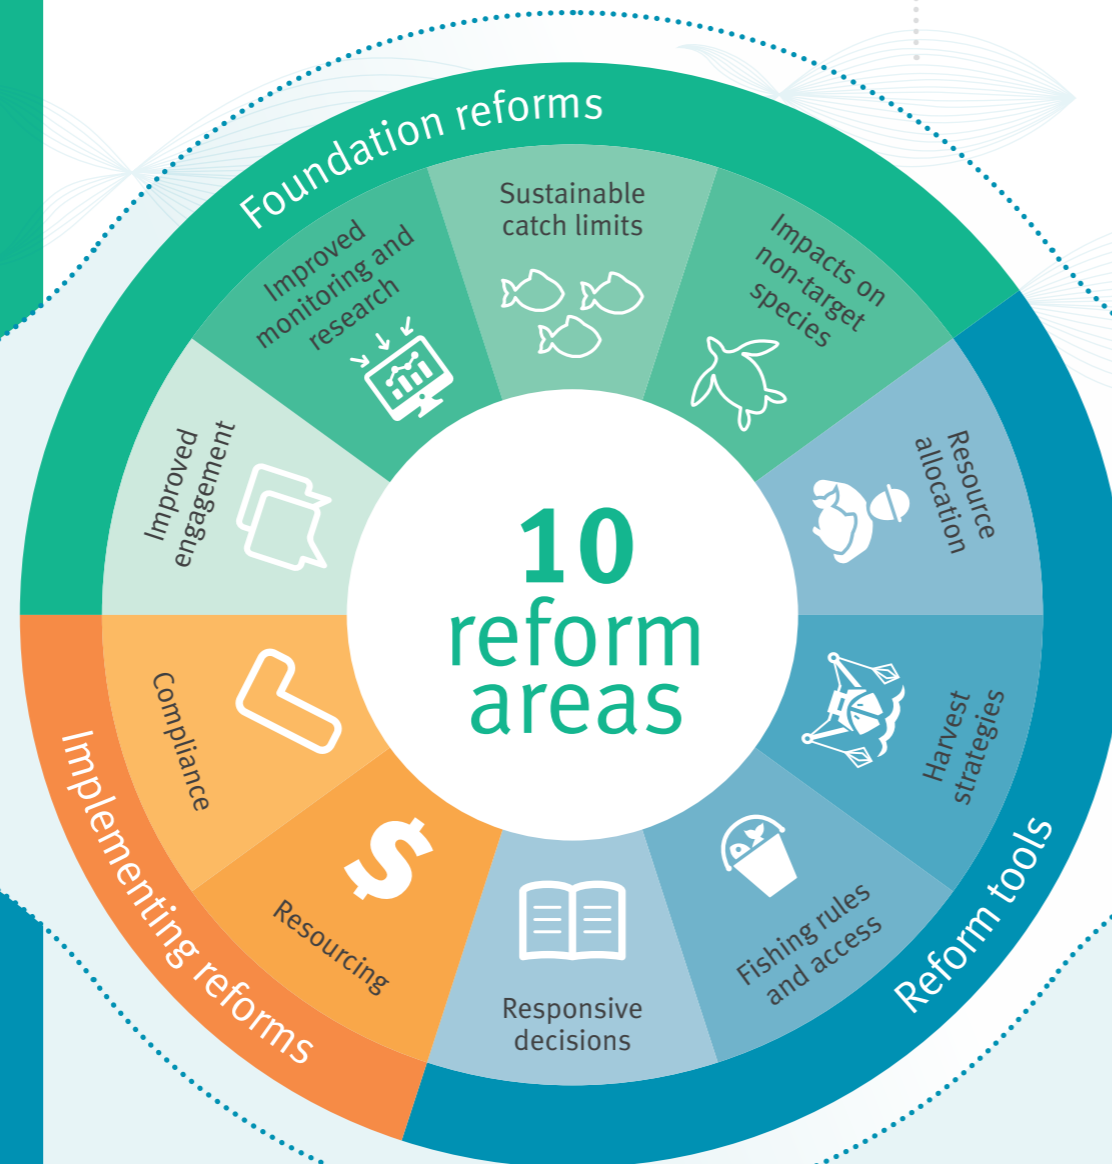 Foundation reforms
Improved
engagement
Improved
monitoring and
research
Sustainable
catch limits
Impacts on
non-target
species
Reform tools
Resource
allocation
Harvest
strategies
Fishing rules
and access
Responsive
decisions
Implementing reforms
Resourcing
Compliance
10
reform
areas